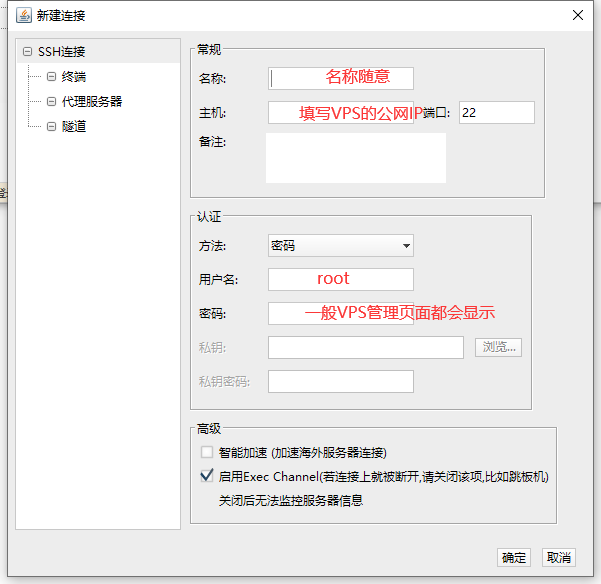 新建连接
SSH连接
终端
代理服务器
隧道
常规
名称: 名称随意
主机: 填写VPS的公网IP 端口: 22
备注:
认证
方法: 密码
用户名: root
密码: 一般VPS管理页面都会显示
私钥: 浏览...
私钥密码:
高级
智能加速 (加速海外服务器连接)
启用Exec Channel(若连接上就被断开,请关闭该项,比如跳板机)
关闭后无法监控服务器信息
确定 取消